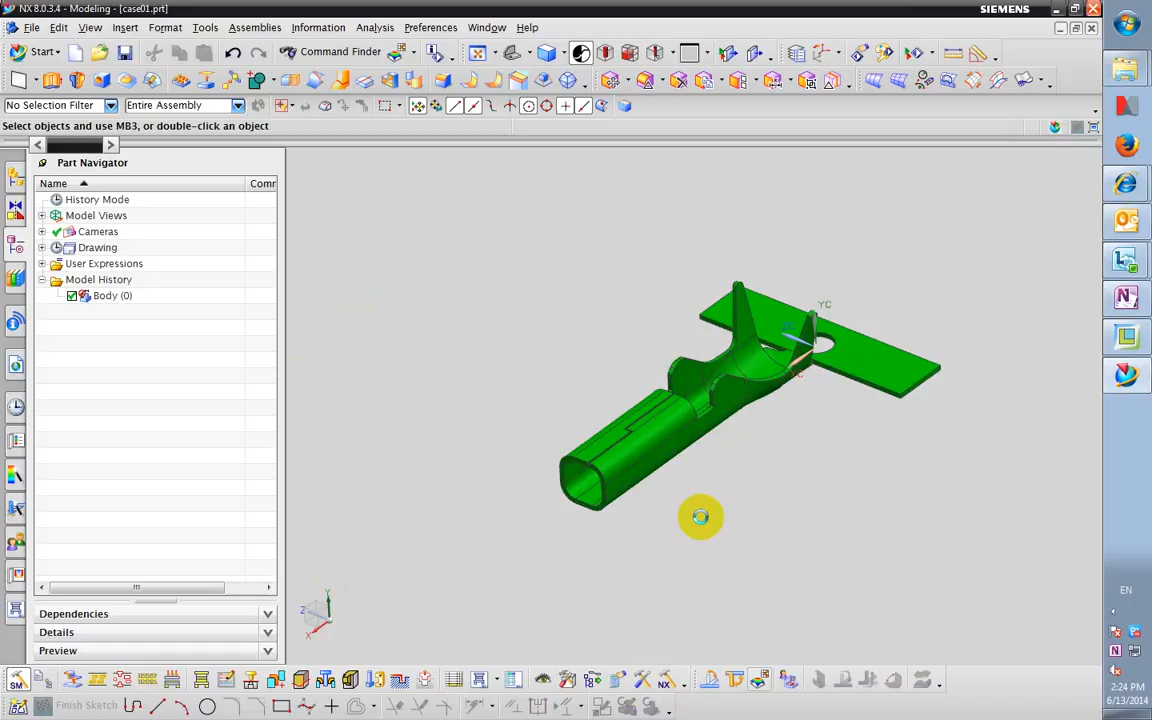 NX 8.0.3.4 - Modeling - [case01.prt]
SIEMENS
File Edit View Insert Format Tools Assemblies Information Analysis Preferences Window Help
Start Command Finder
No Selection Filter Entire Assembly
Select objects and use MB3, or double-click an object
Part Navigator
Name Comr
History Mode
Model Views
Cameras
Drawing
User Expressions
Model History
Body (0)
YC
XC
X
Y
Z
Dependencies
Details
Preview
SM
NX
Finish Sketch
EN
2:24 PM
6/13/2014